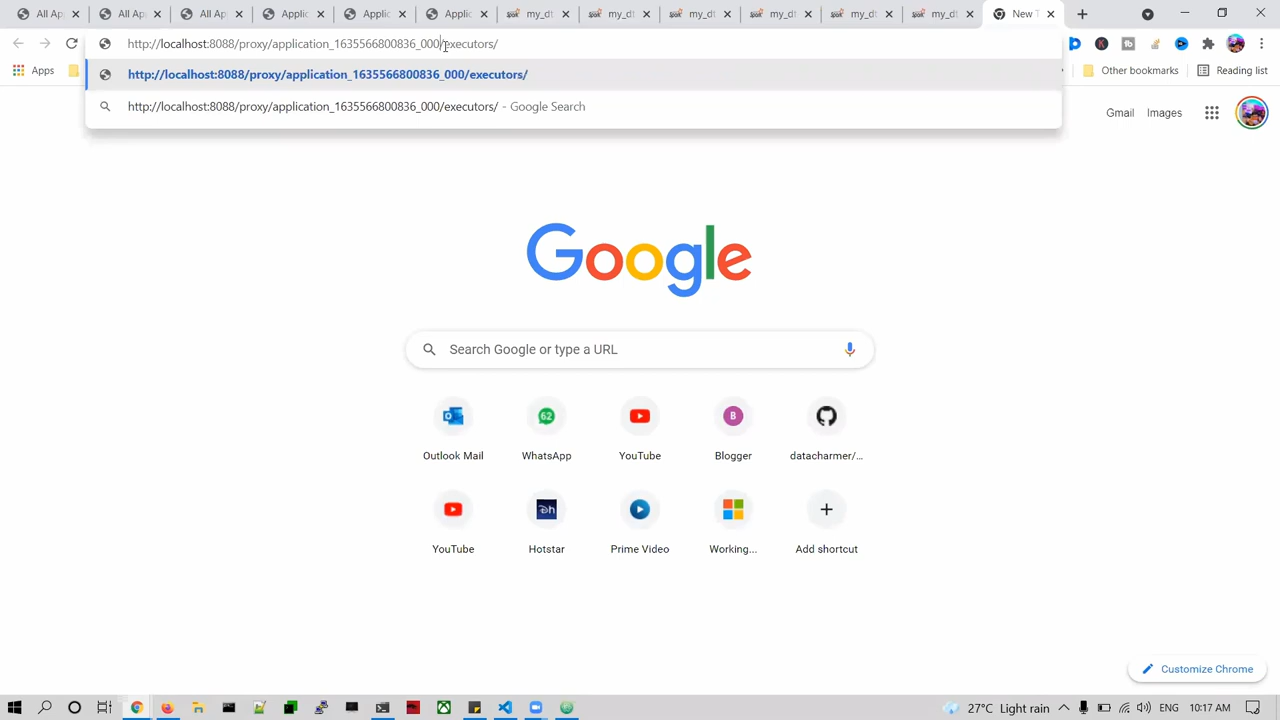 All Ap
All Ap
All Ap
Applic
Applic
Applic
my_dt
my_dt
my_dt
my_dt
my_dt
my_dt
New T
http://localhost:8088/proxy/application_1635566800836_000/executors/
Apps
Other bookmarks
Reading list
http://localhost:8088/proxy/application_1635566800836_000/executors/
http://localhost:8088/proxy/application_1635566800836_000/executors/ - Google Search
Gmail
Images
Google
Search Google or type a URL
62
B
Outlook Mail
WhatsApp
YouTube
Blogger
datacharmer/...
YouTube
Hotstar
Prime Video
Working...
Add shortcut
Customize Chrome
27°C Light rain
ENG
10:17 AM